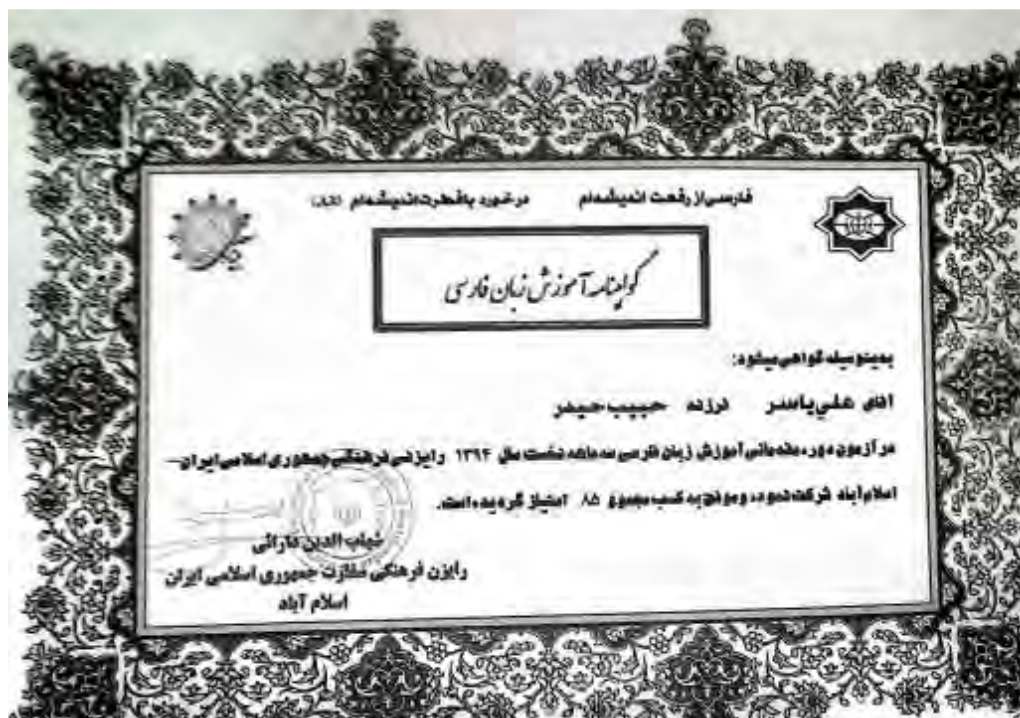 فارسی از رفعت اندیشه‌ام در خورد با فطرت اندیشه‌ام
گواهینامه آموزش زبان فارسی
بدینوسیله گواهی میشود:
آقای علی یاسر فرزند حبیب حیدر
در آزمون دوره مقدماتی آموزش زبان فارسی سه ماهه نخست سال ۱۳۹۴ رایزنی فرهنگی جمهوری اسلامی ایران–
اسلام آباد شرکت نموده و موفق به کسب مجموع ۸۵ امتیاز گردیده است.
شهاب الدین دارائی
رایزن فرهنگی سفارت جمهوری اسلامی ایران
اسلام آباد